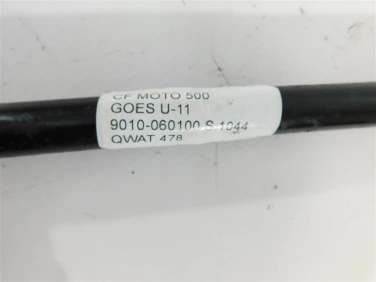 CF MOTO 500
GOES U-11
9010-060100 S 1044
QWAT 478